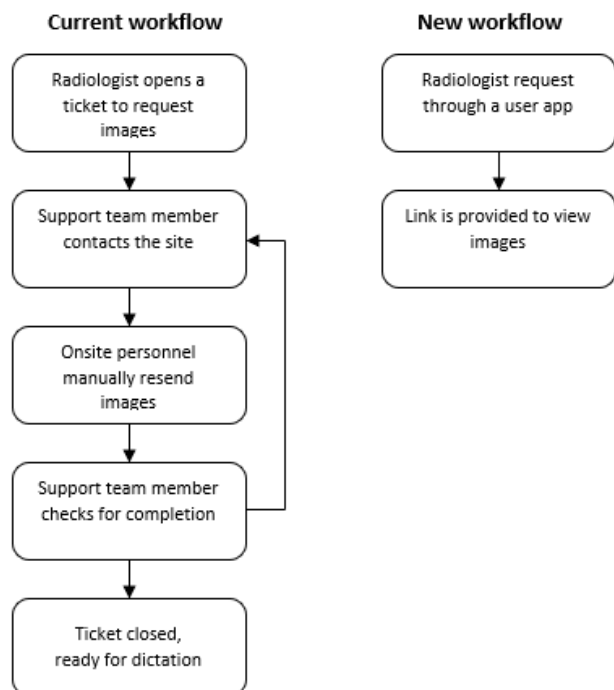 Current workflow
Radiologist opens a
ticket to request
images
Support team member
contacts the site
Onsite personnel
manually resend
images
Support team member
checks for completion
Ticket closed,
ready for dictation
New workflow
Radiologist request
through a user app
Link is provided to view
images